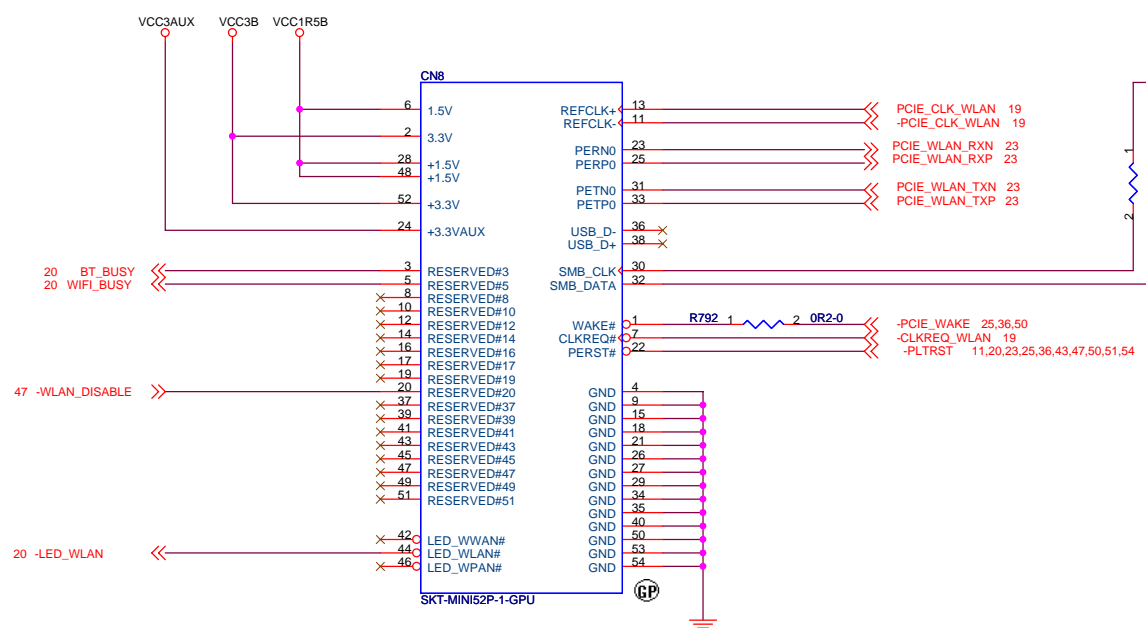 VCC3AUX VCC3B VCC1R5B
CN8
6 1.5V REFCLK+ 13 PCIE_CLK_WLAN 19
REFCLK- 11 -PCIE_CLK_WLAN 19
2 3.3V
PERN0 23 PCIE_WLAN_RXN 23
28 +1.5V PERP0 25 PCIE_WLAN_RXP 23
48 +1.5V
PETN0 31 PCIE_WLAN_TXN 23
52 +3.3V PETP0 33 PCIE_WLAN_TXP 23
24 +3.3VAUX USB_D- 36
USB_D+ 38
1
2
20 BT_BUSY 3 RESERVED#3 SMB_CLK 30
20 WIFI_BUSY 5 RESERVED#5 SMB_DATA 32
8 RESERVED#8
10 RESERVED#10
12 RESERVED#12 WAKE# 1 R792 1 2 0R2-0 -PCIE_WAKE 25,36,50
14 RESERVED#14 CLKREQ# 7 -CLKREQ_WLAN 19
16 RESERVED#16 PERST# 22 -PLTRST 11,20,23,25,36,43,47,50,51,54
17 RESERVED#17
19 RESERVED#19
47 -WLAN_DISABLE 20 RESERVED#20 GND 4
37 RESERVED#37 GND 9
39 RESERVED#39 GND 15
41 RESERVED#41 GND 18
43 RESERVED#43 GND 21
45 RESERVED#45 GND 26
47 RESERVED#47 GND 27
49 RESERVED#49 GND 29
51 RESERVED#51 GND 34
GND 35
GND 40
42 LED_WWAN# GND 50
20 -LED_WLAN 44 LED_WLAN# GND 53
46 LED_WPAN# GND 54
GP
SKT-MINI52P-1-GPU